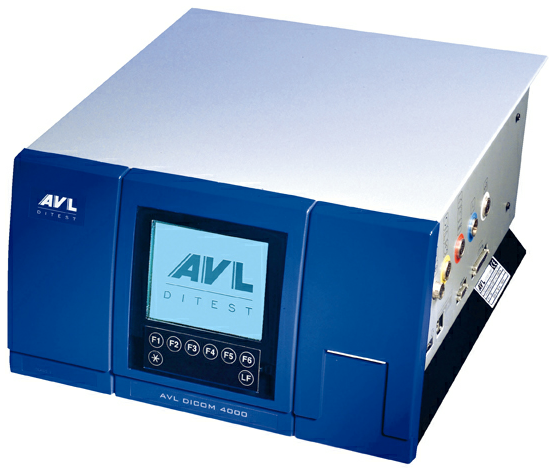 AVL
DITEST
AVL
DITEST
F1 F2 F3 F4 F5 F6
* LF
AVL DICOM 4000